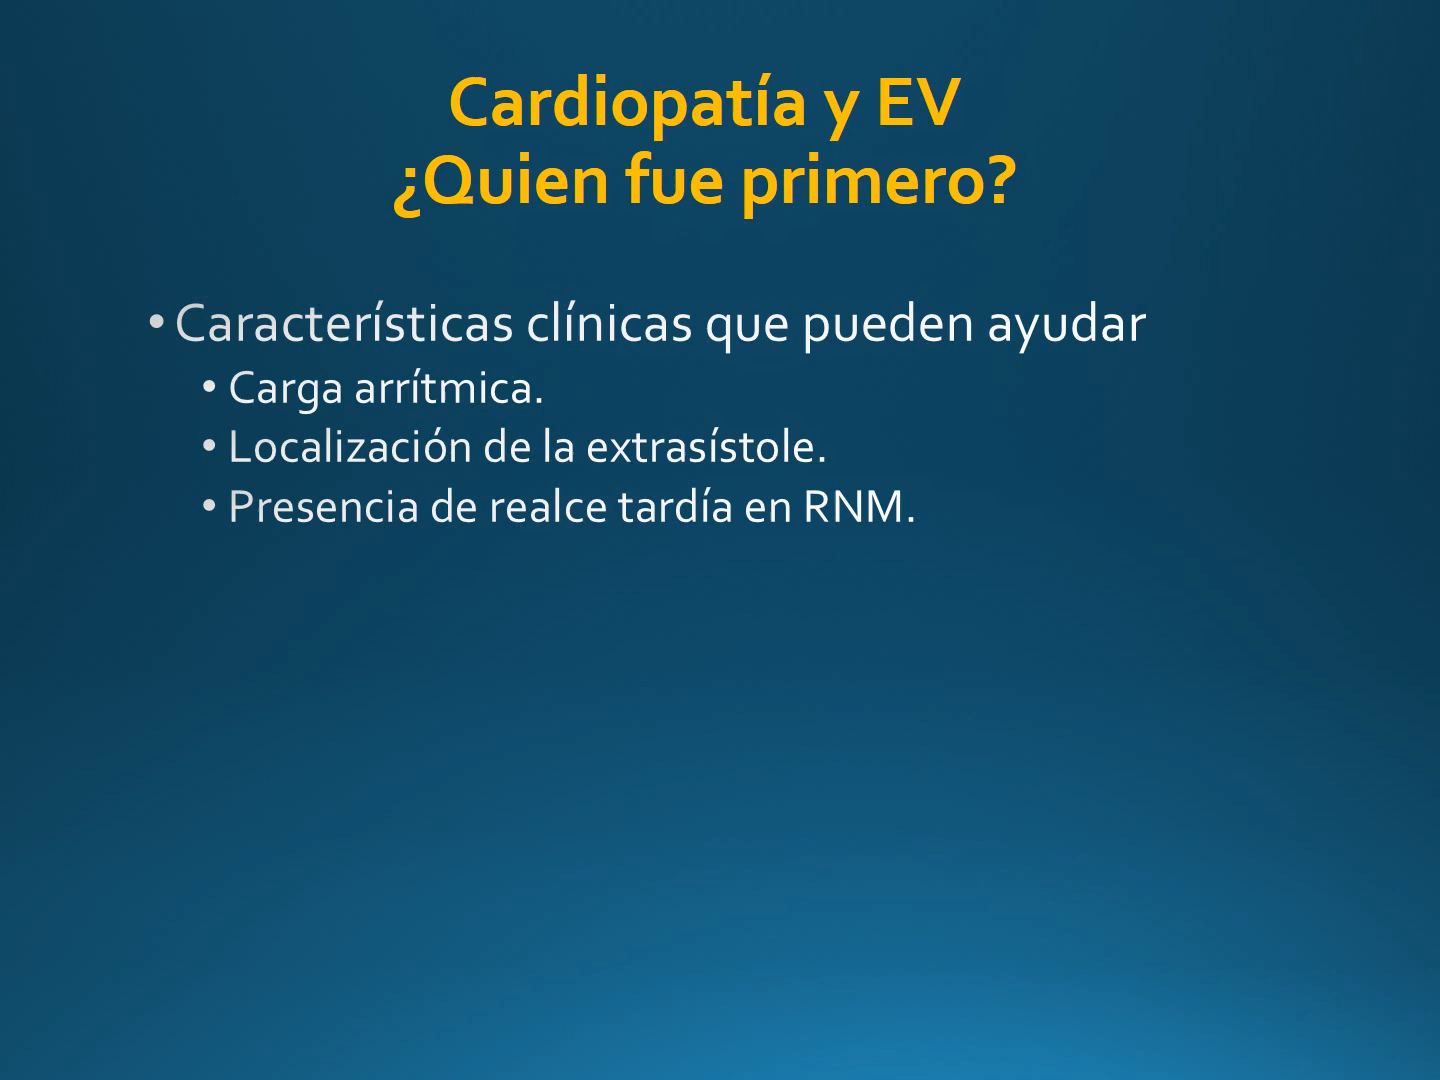 Cardiopatía y EV
¿Quien fue primero?
• Características clínicas que pueden ayudar
• Carga arrítmica.
• Localización de la extrasístole.
• Presencia de realce tardía en RNM.